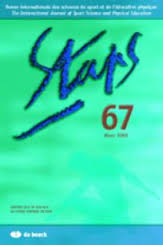 Revue internationale des sciences du sport et de l'éducation physique
The International Journal of Sport Science and Physical Education
Staps
67
de boeck